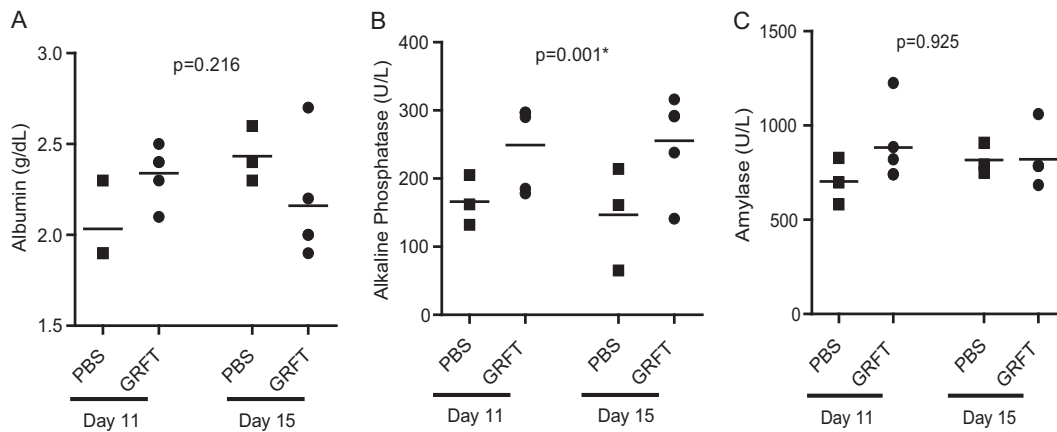 A
Albumin (g/dL)
3.0
2.5
2.0
1.5
p=0.216
PBS
GRFT
PBS
GRFT
Day 11
Day 15
B
Alkaline Phosphatase (U/L)
400
300
200
100
0
p=0.001*
PBS
GRFT
PBS
GRFT
Day 11
Day 15
C
Amylase (U/L)
1500
1000
500
0
p=0.925
PBS
GRFT
PBS
GRFT
Day 11
Day 15